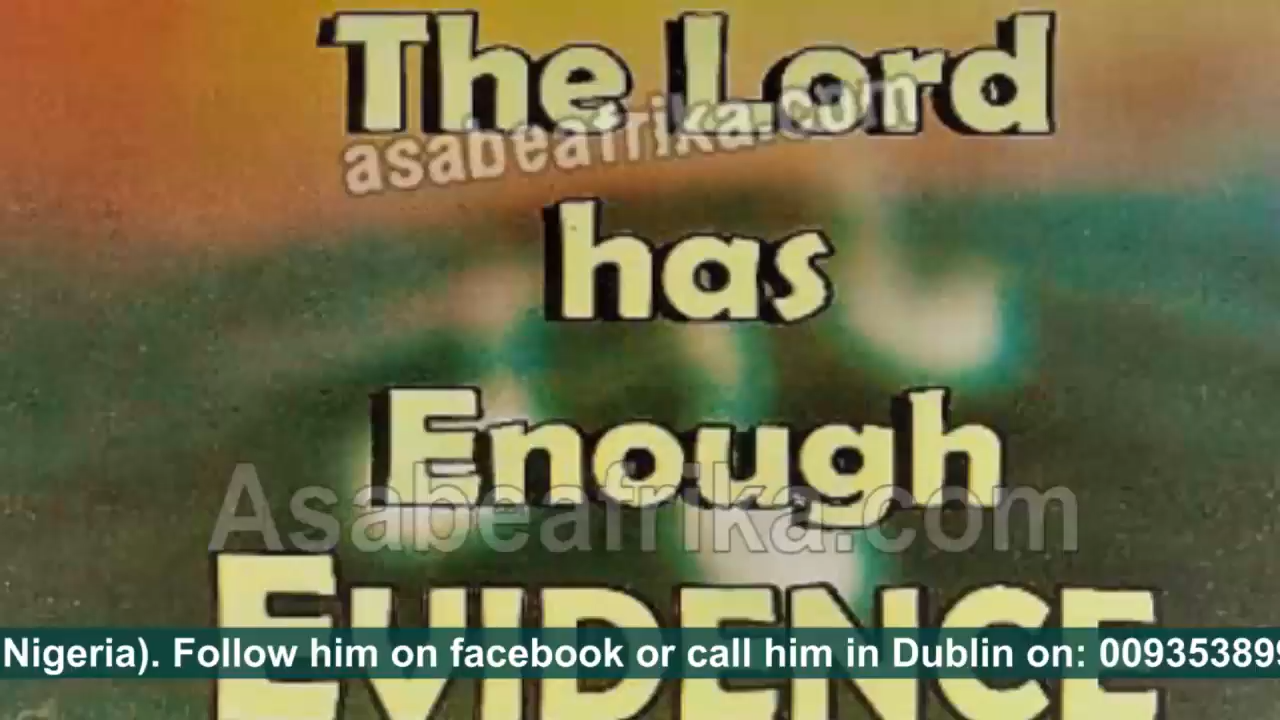 The Lord
asabeafrika.com
has
Enough
Asabeafrika.com
EVIDENCE
Nigeria). Follow him on facebook or call him in Dublin on: 009353899